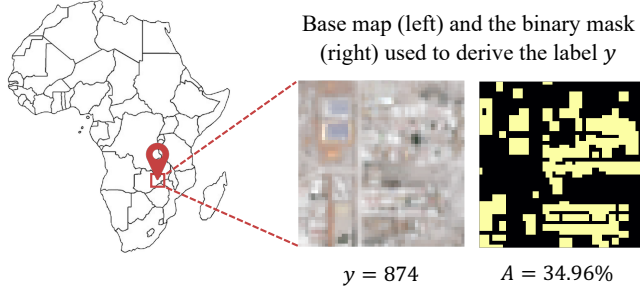 Base map (left) and the binary mask
(right) used to derive the label y
y = 874
A = 34.96%